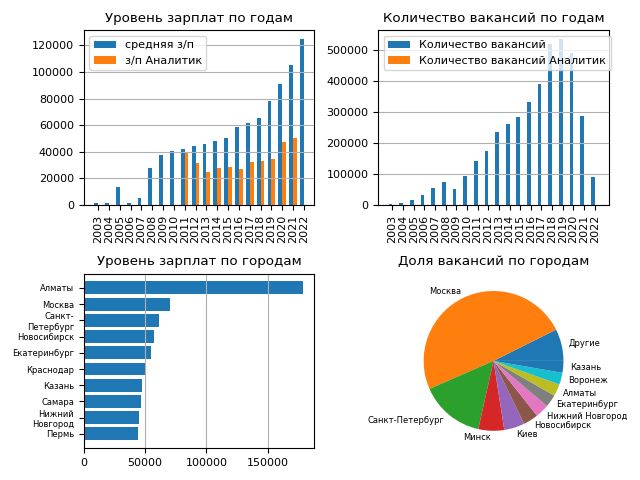 Уровень зарплат по годам
120000
100000
80000
60000
40000
20000
0
средняя з/п
з/п Аналитик
2003 2004 2005 2006 2007 2008 2009 2010 2011 2012 2013 2014 2015 2016 2017 2018 2019 2020 2021 2022
Количество вакансий по годам
500000
400000
300000
200000
100000
0
Количество вакансий
Количество вакансий Аналитик
2003 2004 2005 2006 2007 2008 2009 2010 2011 2012 2013 2014 2015 2016 2017 2018 2019 2020 2021 2022
Уровень зарплат по городам
Алматы
Москва
Санкт-
Петербург
Новосибирск
Екатеринбург
Краснодар
Казань
Самара
Нижний
Новгород
Пермь
0 50000 100000 150000
Доля вакансий по городам
Москва
Другие
Казань
Воронеж
Алматы
Екатеринбург
Нижний Новгород
Новосибирск
Киев
Минск
Санкт-Петербург